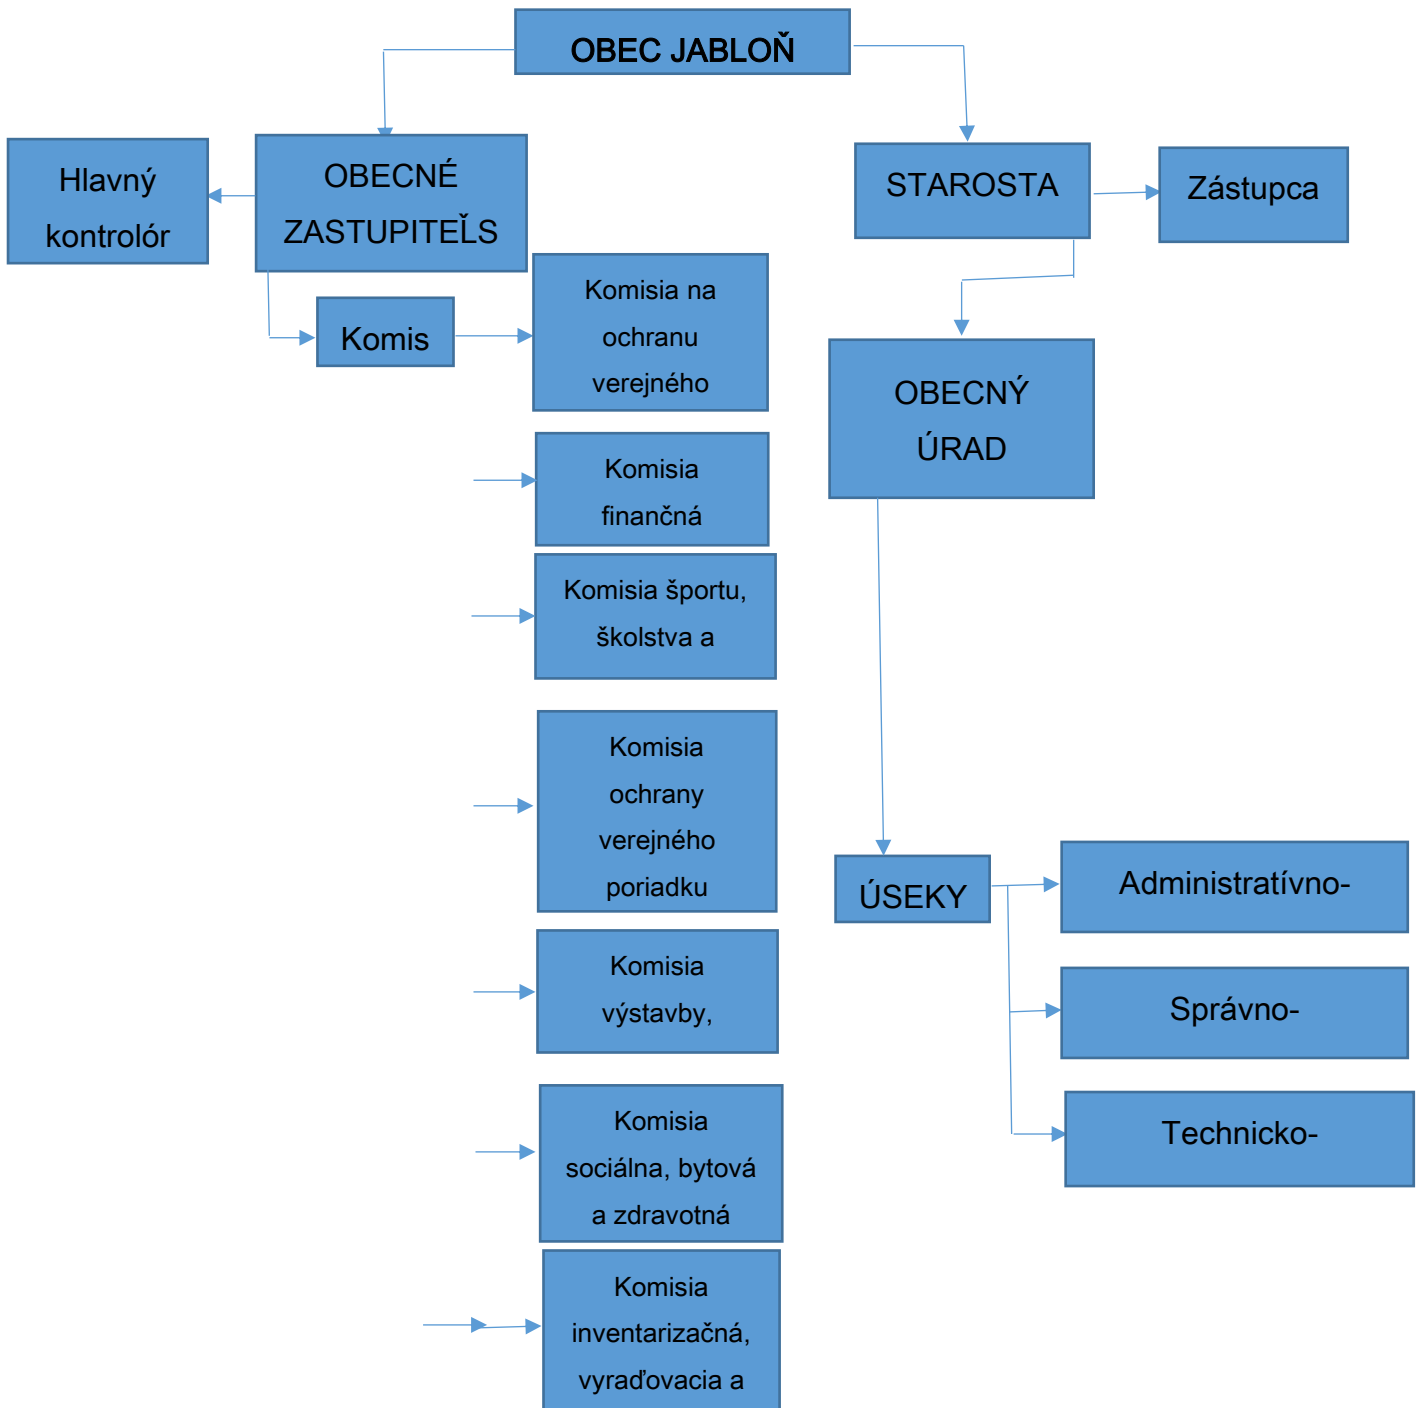 OBEC JABLOŇ
Hlavný
kontrolór
OBECNÉ
ZASTUPITEĽS
STAROSTA
Zástupca
Komis
Komisia na
ochranu
verejného
OBECNÝ
ÚRAD
Komisia
finančná
Komisia športu,
školstva a
Komisia
ochrany
verejného
poriadku
ÚSEKY
Administratívno-
Komisia
výstavby,
Správno-
Komisia
sociálna, bytová
a zdravotná
Technicko-
Komisia
inventarizačná,
vyraďovacia a